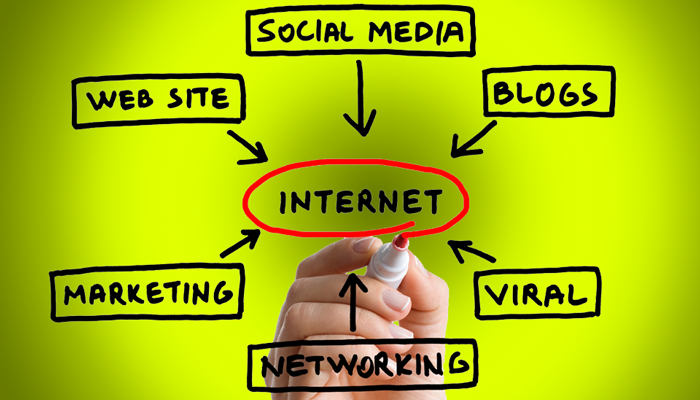 SOCIAL MEDIA
WEB SITE
BLOGS
INTERNET
MARKETING
VIRAL
NETWORKING